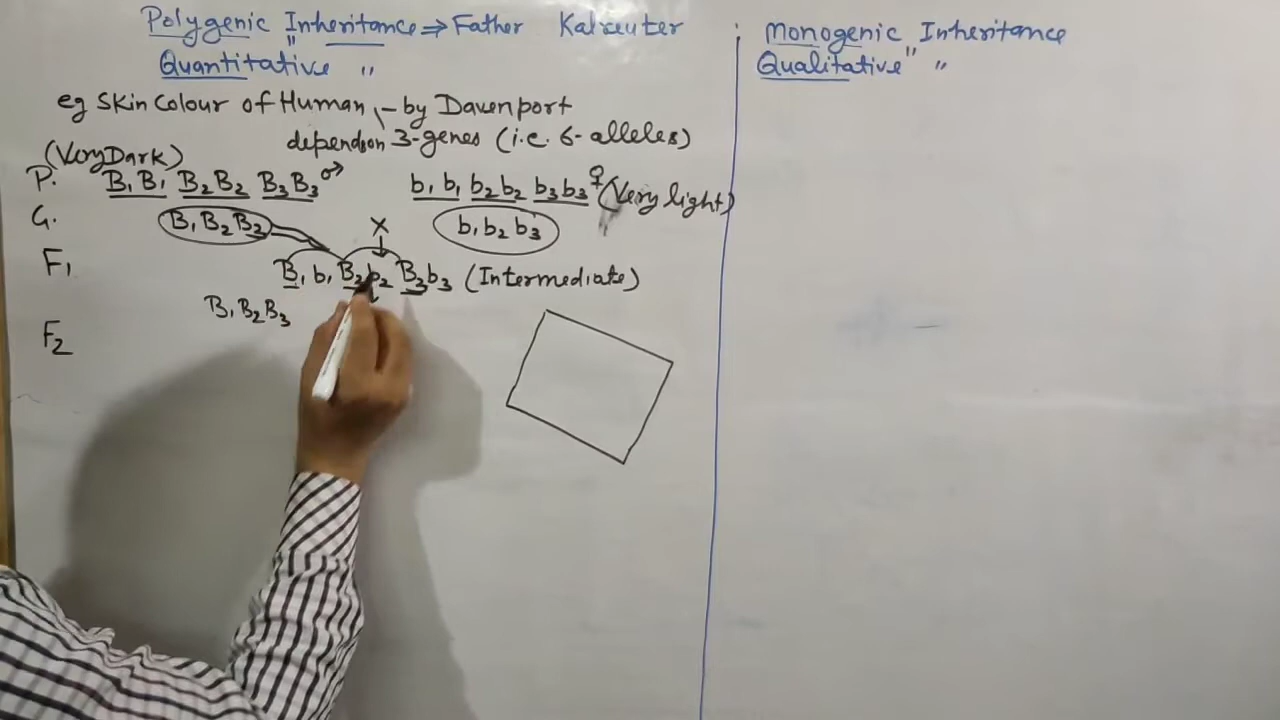 Polygenic Inheritance ⇒ Father Kalreuter
Quantitative "
"
eg Skin Colour of Human, – by Davenport
depends on 3-genes (i.e. 6-alleles)
(Very Dark)
P. B₁B₁ B₂B₂ B₃B₃ ♂ b₁b₁ b₂b₂ b₃b₃ ♀ (Very light)
G. B₁B₂B₂ X b₁b₂b₃
F₁ B₁b₁ B₂b₂ B₃b₃ (Intermediate)
B₁B₂B₃
F₂
; Monogenic Inheritance
Qualitative " "